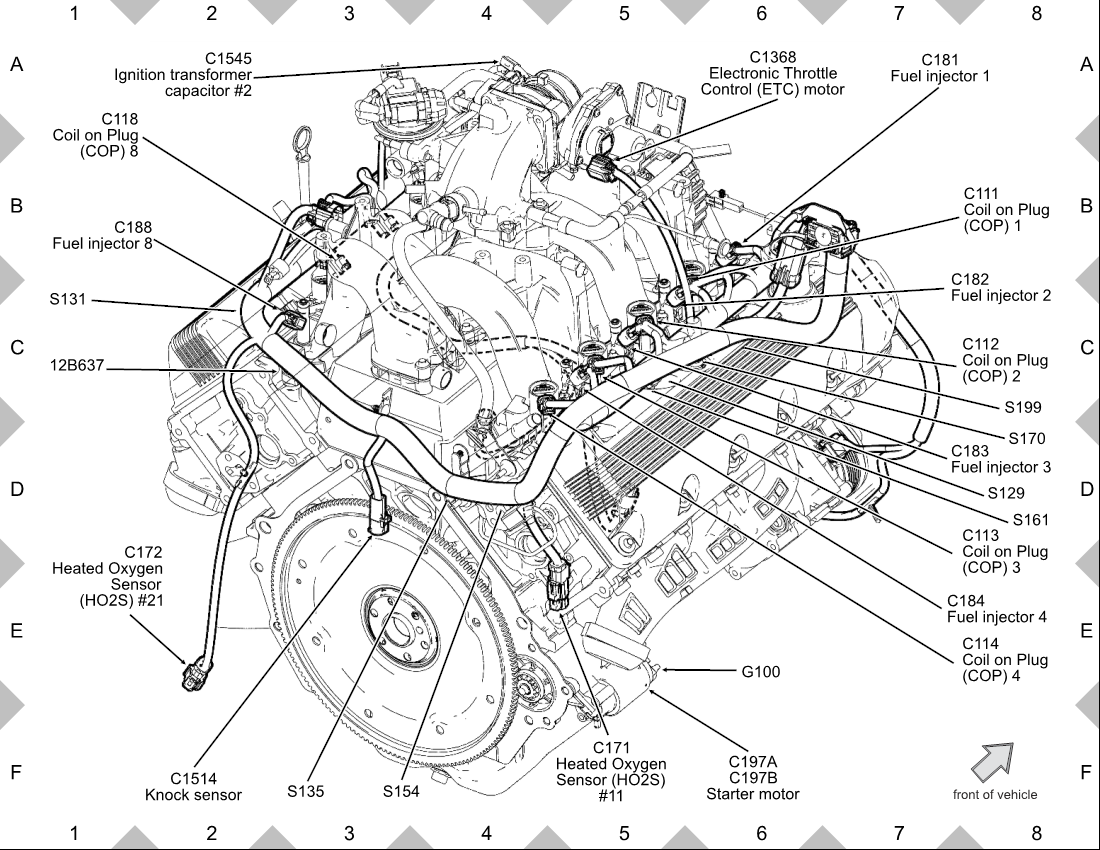 1 2 3 4 5 6 7 8
A
A
C1545
Ignition transformer
capacitor #2
C1368
Electronic Throttle
Control (ETC) motor
C181
Fuel injector 1
C118
Coil on Plug
(COP) 8
B
B
C188
Fuel injector 8
C111
Coil on Plug
(COP) 1
S131
C182
Fuel injector 2
C
C
12B637
C112
Coil on Plug
(COP) 2
S199
S170
C183
Fuel injector 3
D
D
S129
S161
C113
Coil on Plug
(COP) 3
C172
Heated Oxygen
Sensor
(HO2S) #21
C184
Fuel injector 4
E
E
C114
Coil on Plug
(COP) 4
G100
F
F
C1514
Knock sensor
S135
S154
C171
Heated Oxygen
Sensor (HO2S)
#11
C197A
C197B
Starter motor
front of vehicle
1 2 3 4 5 6 7 8